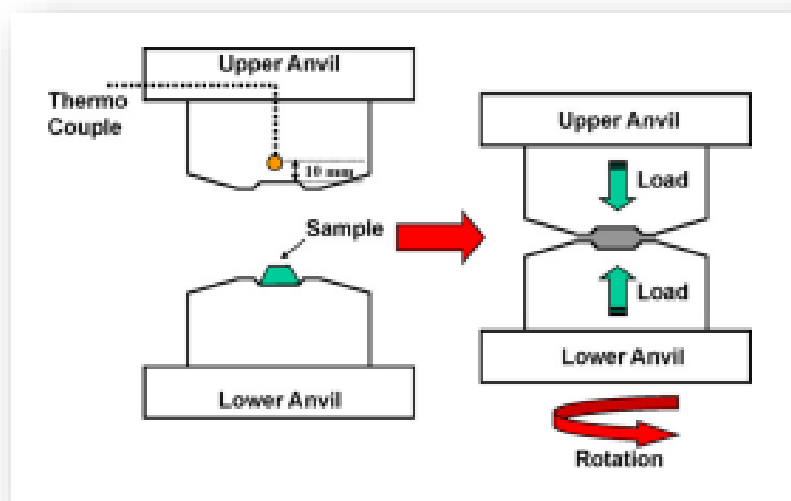 Upper Anvil
Thermo
Couple
10 mm
Sample
Lower Anvil
Upper Anvil
Load
Load
Lower Anvil
Rotation